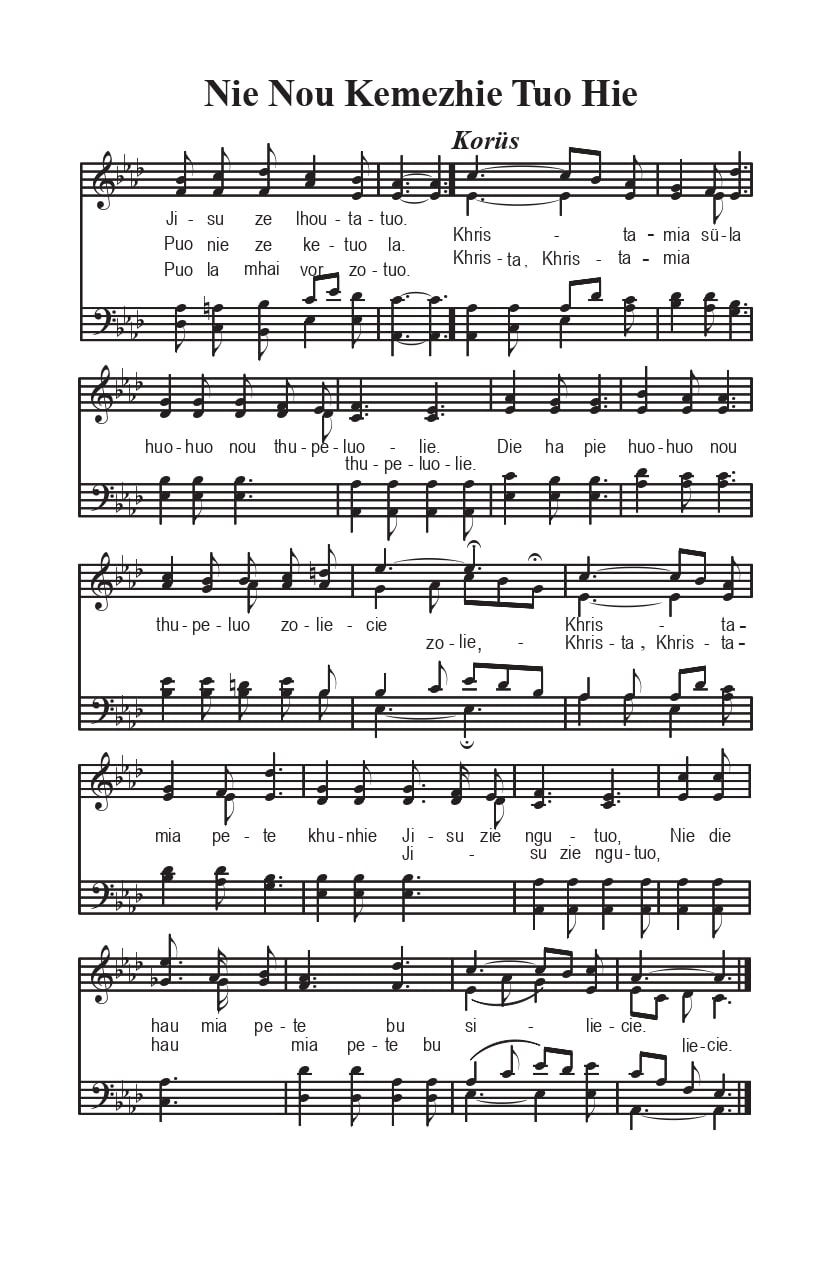 Nie Nou Kemezhie Tuo Hie
Korüs
Ji- su ze lhou-ta-tuo.
Puo nie ze ke-tuo la.
Puo la mhai vor-zotuo.
Khris - ta - mia sü-la
Khris-ta, Khris - ta - mia
huo-huo nou thu-pe-luo - lie. Die ha pie huo-huo nou
thu-pe-luo-lie.
thu-pe-luo zo-lie-cie Khris - ta-
zo-lie, - Khris-ta, Khris-ta-
mia pe-te khu-nhie Ji- su zie ngu-tuo, Nie die
Ji - su zie ngu-tuo,
hau mia pe-te bu si - lie-cie.
hau mia pe-te bu lie-cie.